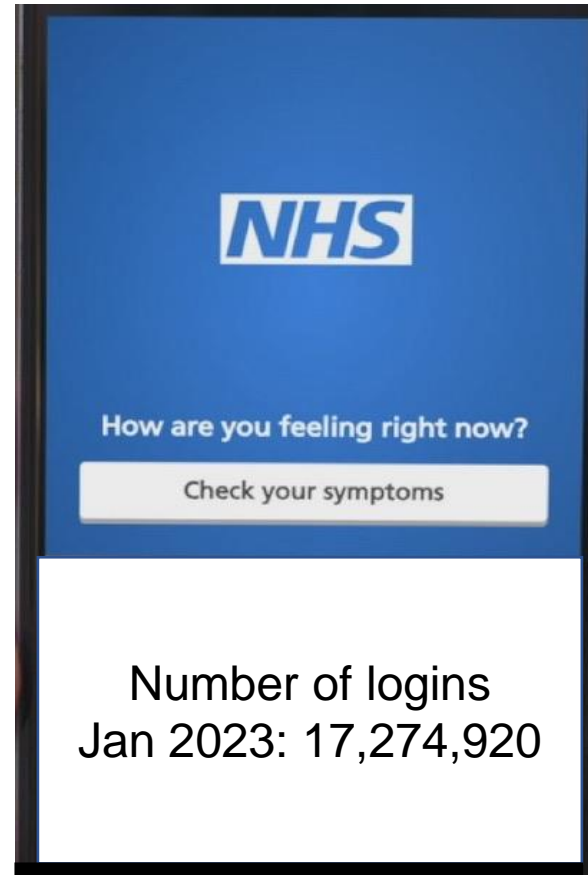 NHS
How are you feeling right now?
Check your symptoms
Number of logins
Jan 2023: 17,274,920